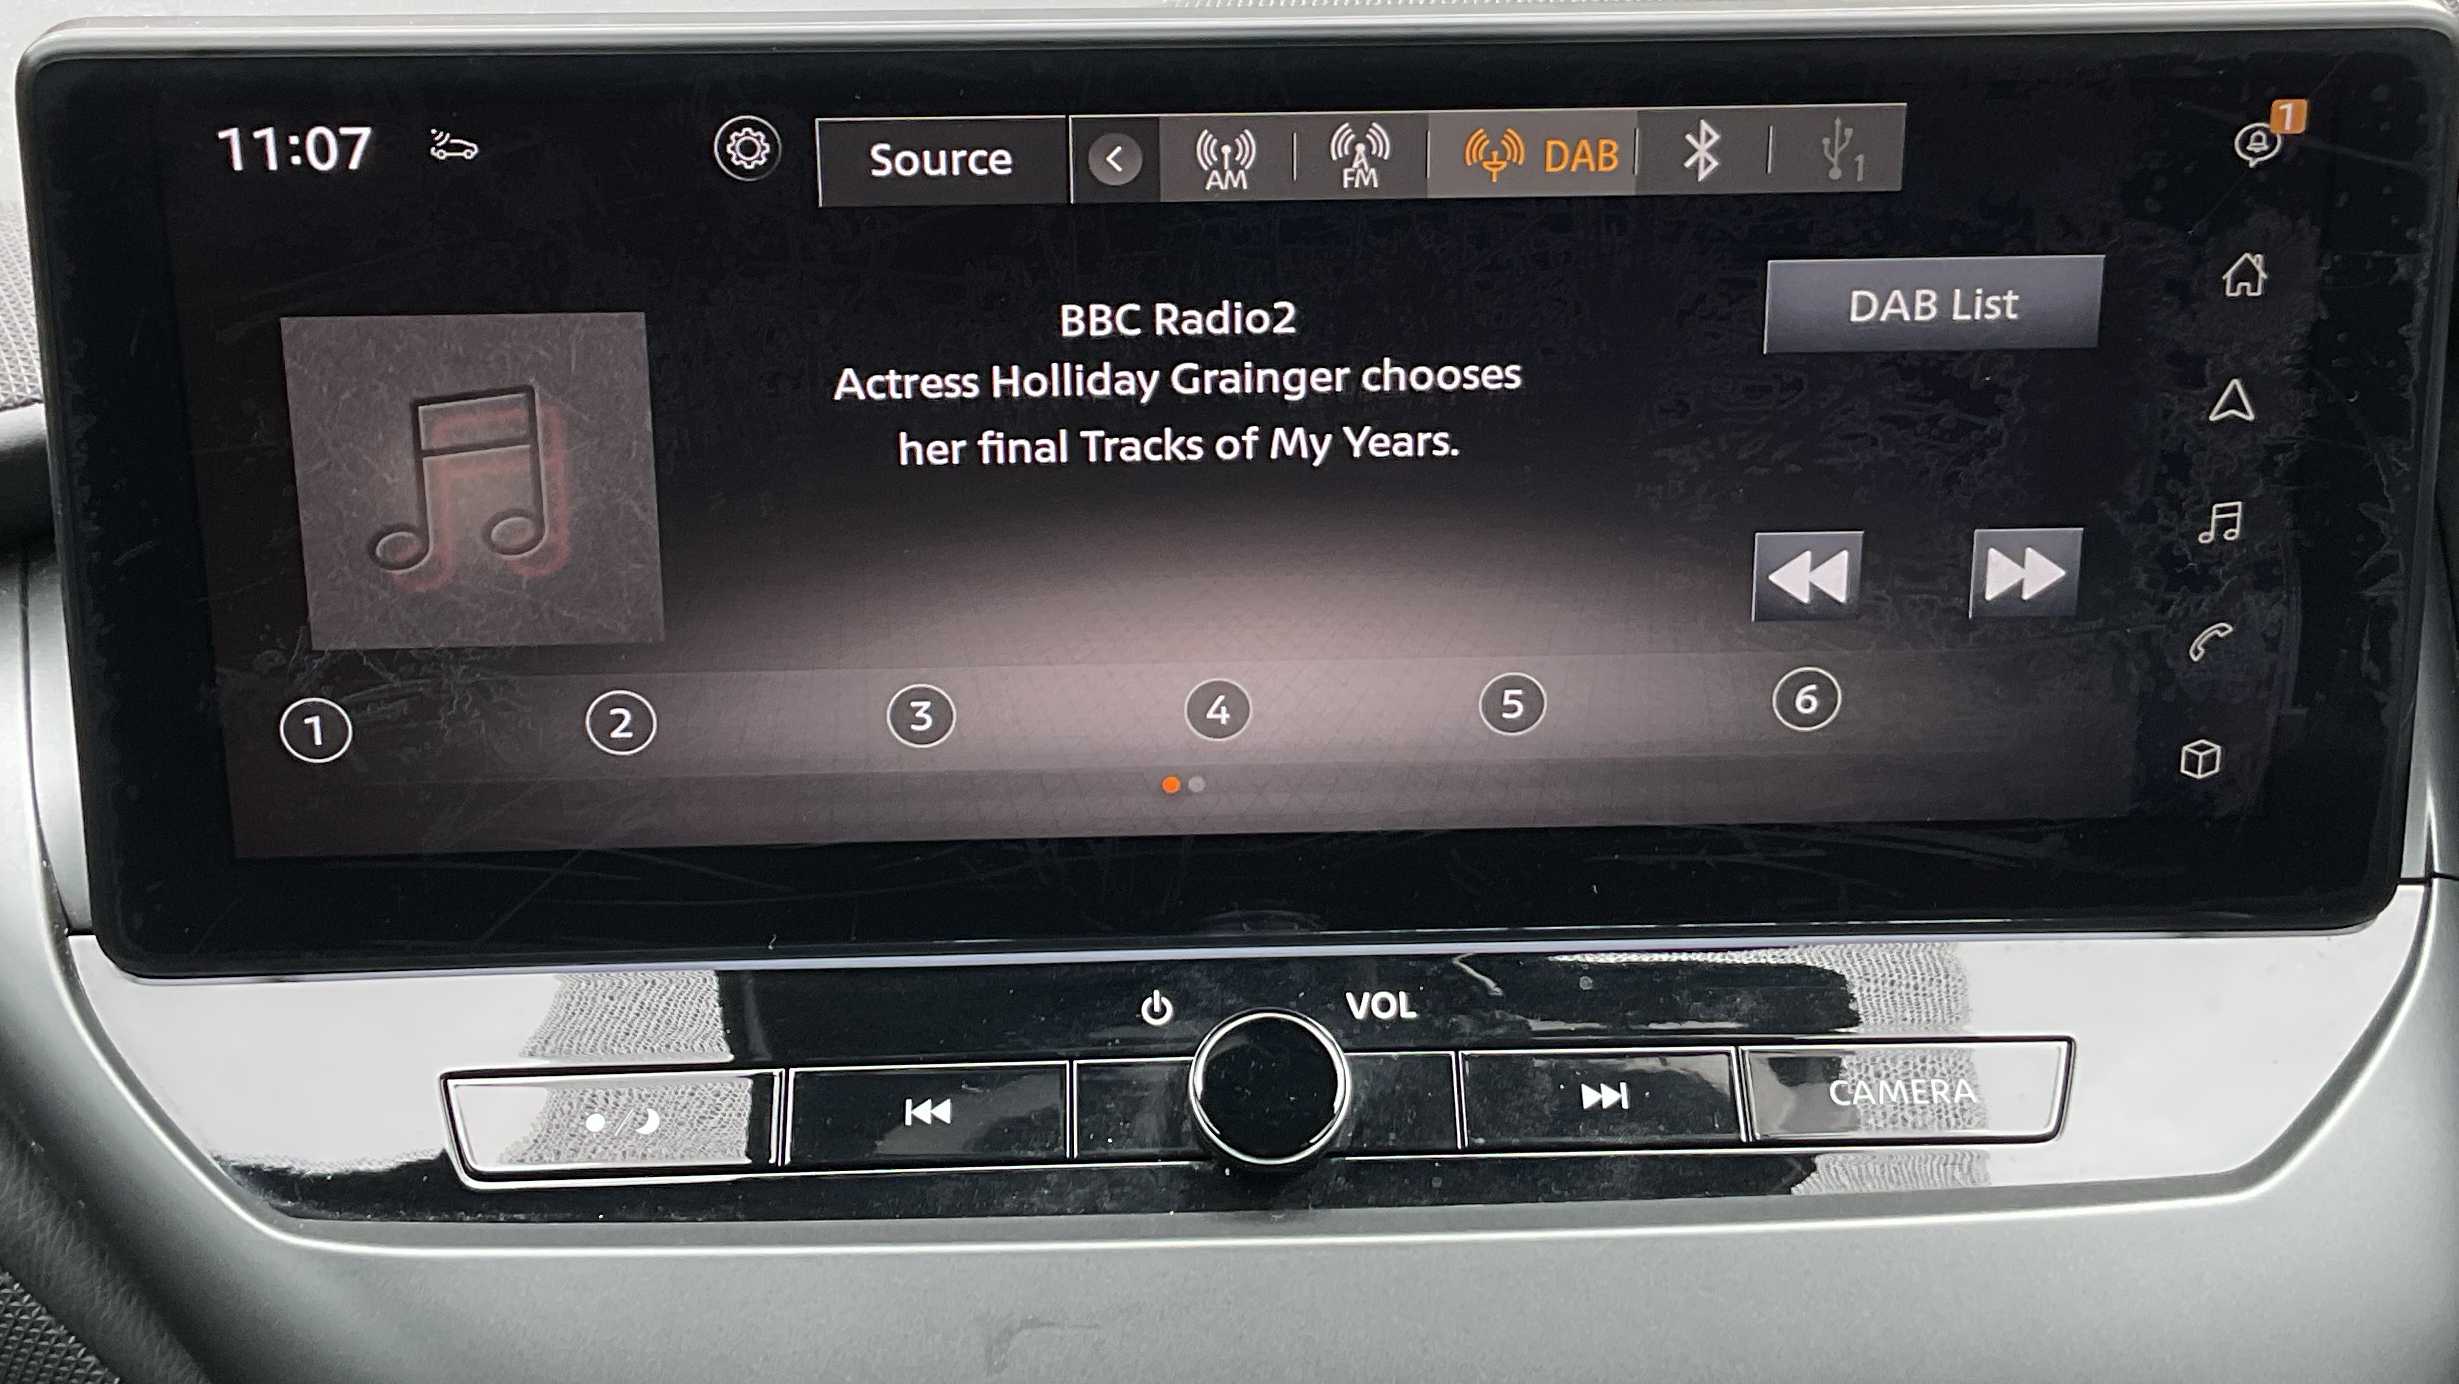 11:07
Source
AM
FM
DAB
1
1
DAB List
BBC Radio2
Actress Holliday Grainger chooses
her final Tracks of My Years.
1 2 3 4 5 6
VOL
CAMERA